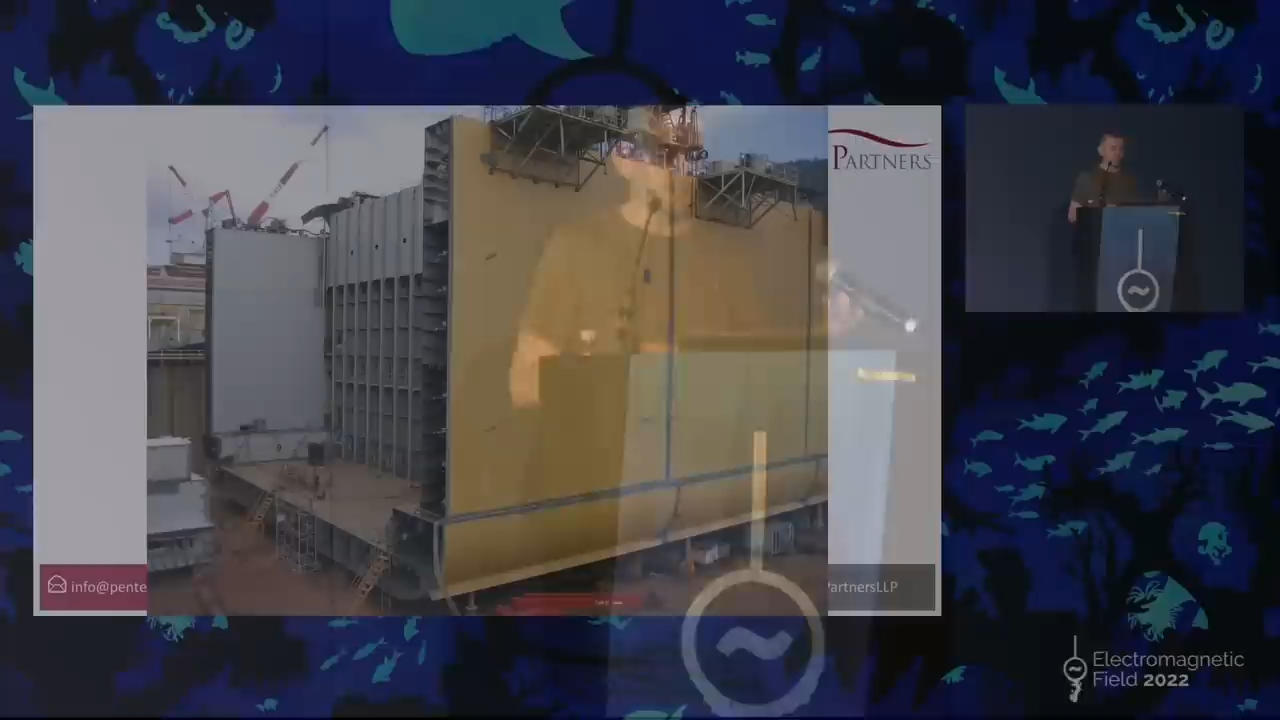 PARTNERS
info@pente
PartnersLLP
Electromagnetic
Field 2022